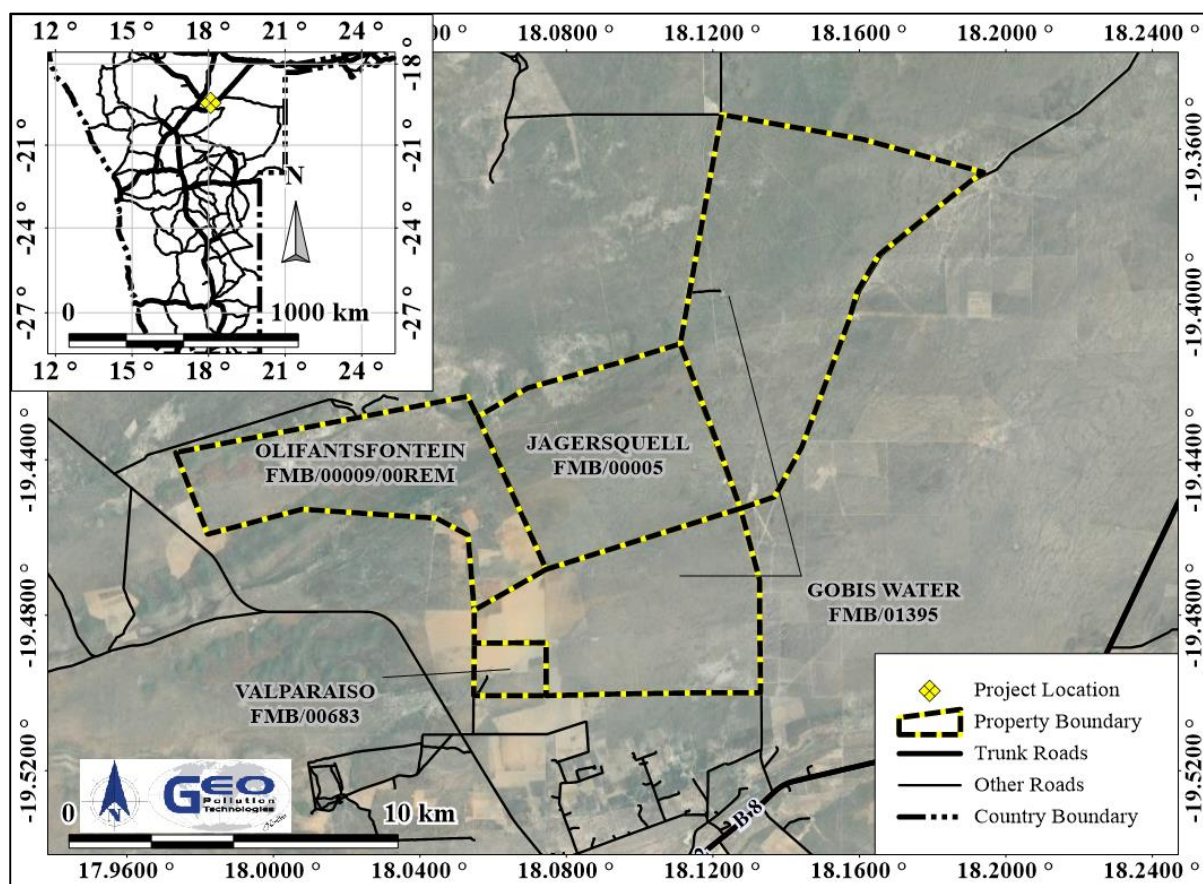 12 ° 15 ° 18 ° 21 ° 24 °
-18 °
-21 °
-24 °
-27 °
N
0 1000 km
12 ° 15 ° 18 ° 21 ° 24 °
18.0800 ° 18.1200 ° 18.1600 ° 18.2000 ° 18.2400 °
-19.3600 °
-19.4000 °
-19.4400 °
-19.4400 °
OLIFANTSFONTEIN
FMB/00009/00REM
JAGERSQUELL
FMB/00005
-19.4800 °
-19.4800 °
GOBIS WATER
FMB/01395
VALPARAISO
FMB/00683
-19.5200 °
-19.5200 °
B 8
Project Location
Property Boundary
Trunk Roads
Other Roads
Country Boundary
N
GEO
Pollution
Technologies
0 10 km
17.9600 ° 18.0000 ° 18.0400 ° 18.0800 ° 18.1200 ° 18.1600 ° 18.2000 ° 18.2400 °